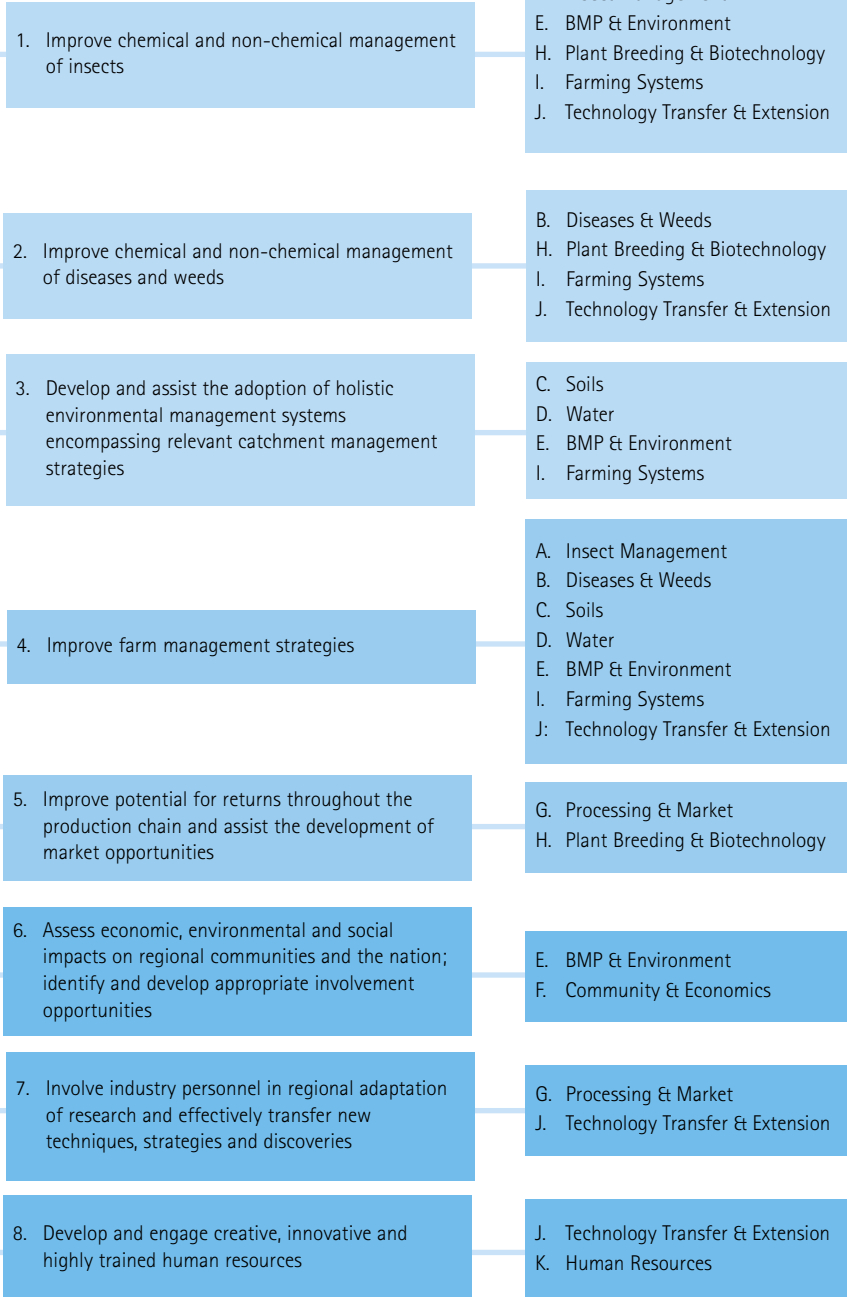 1. Improve chemical and non-chemical management
of insects
E. BMP & Environment
H. Plant Breeding & Biotechnology
I. Farming Systems
J. Technology Transfer & Extension
2. Improve chemical and non-chemical management
of diseases and weeds
B. Diseases & Weeds
H. Plant Breeding & Biotechnology
I. Farming Systems
J. Technology Transfer & Extension
3. Develop and assist the adoption of holistic
environmental management systems
encompassing relevant catchment management
strategies
C. Soils
D. Water
E. BMP & Environment
I. Farming Systems
4. Improve farm management strategies
A. Insect Management
B. Diseases & Weeds
C. Soils
D. Water
E. BMP & Environment
I. Farming Systems
J: Technology Transfer & Extension
5. Improve potential for returns throughout the
production chain and assist the development of
market opportunities
G. Processing & Market
H. Plant Breeding & Biotechnology
6. Assess economic, environmental and social
impacts on regional communities and the nation;
identify and develop appropriate involvement
opportunities
E. BMP & Environment
F. Community & Economics
7. Involve industry personnel in regional adaptation
of research and effectively transfer new
techniques, strategies and discoveries
G. Processing & Market
J. Technology Transfer & Extension
8. Develop and engage creative, innovative and
highly trained human resources
J. Technology Transfer & Extension
K. Human Resources